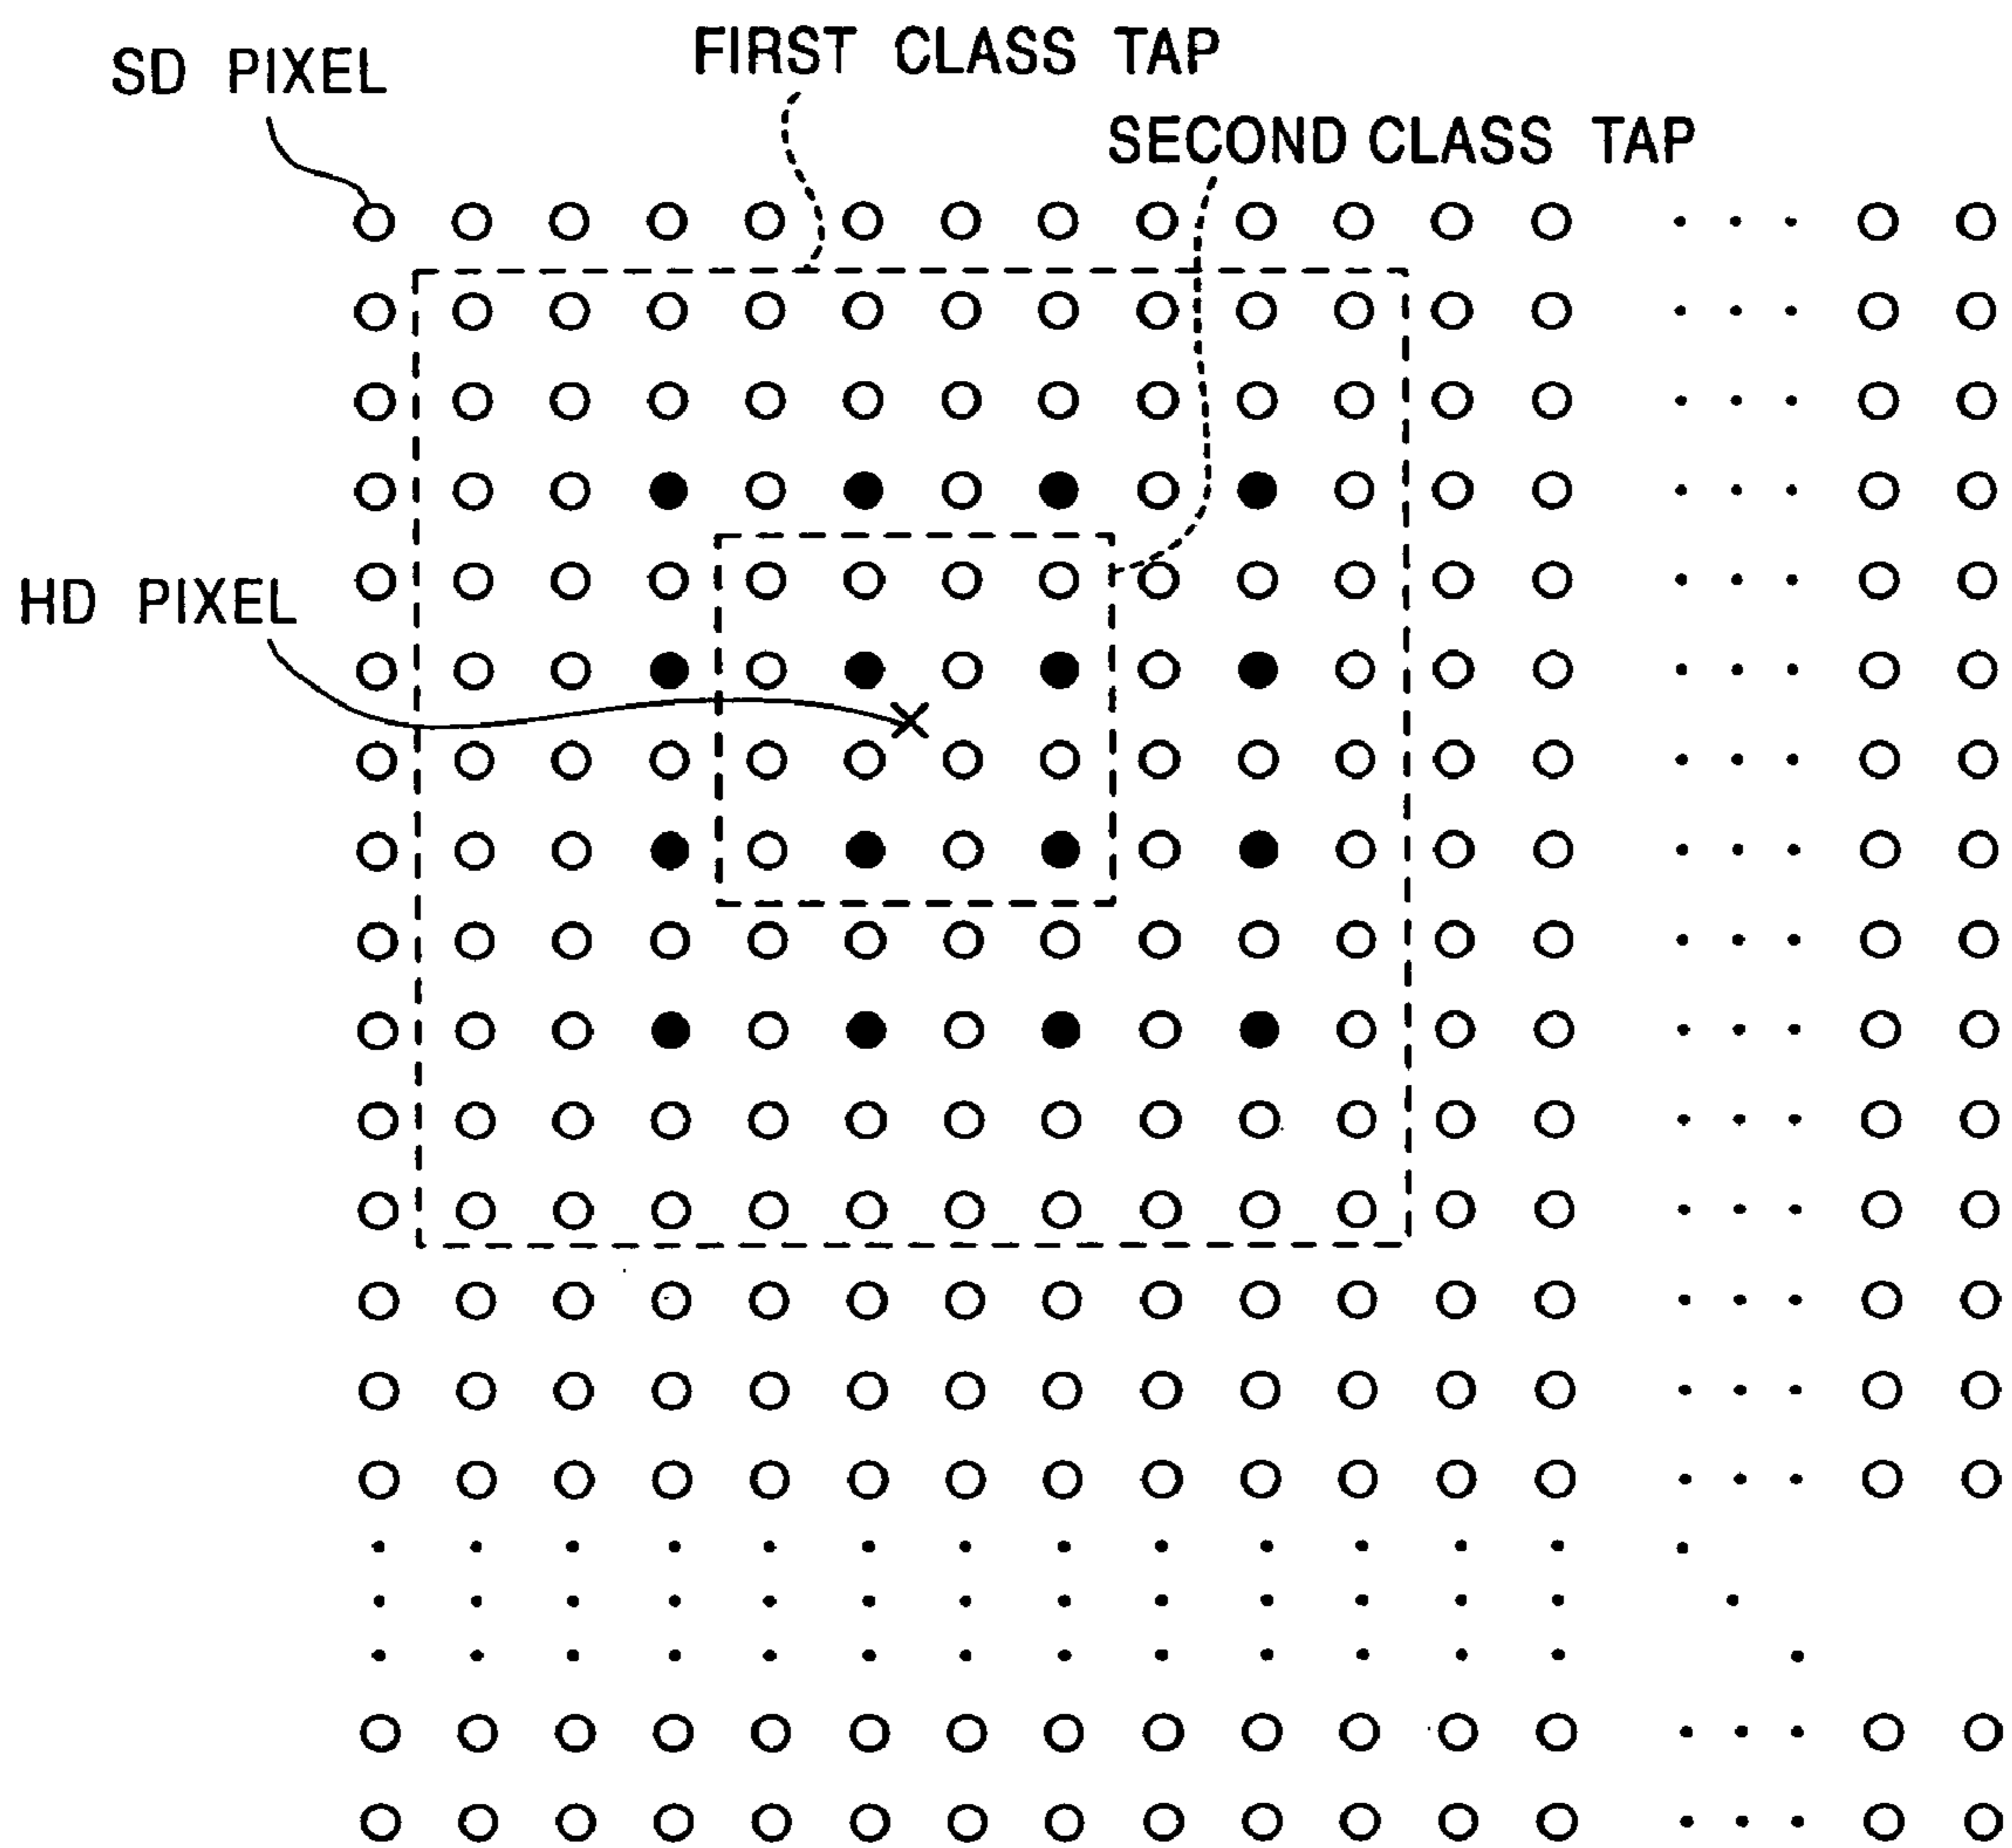 SD PIXEL
FIRST CLASS TAP
SECOND CLASS TAP
HD PIXEL